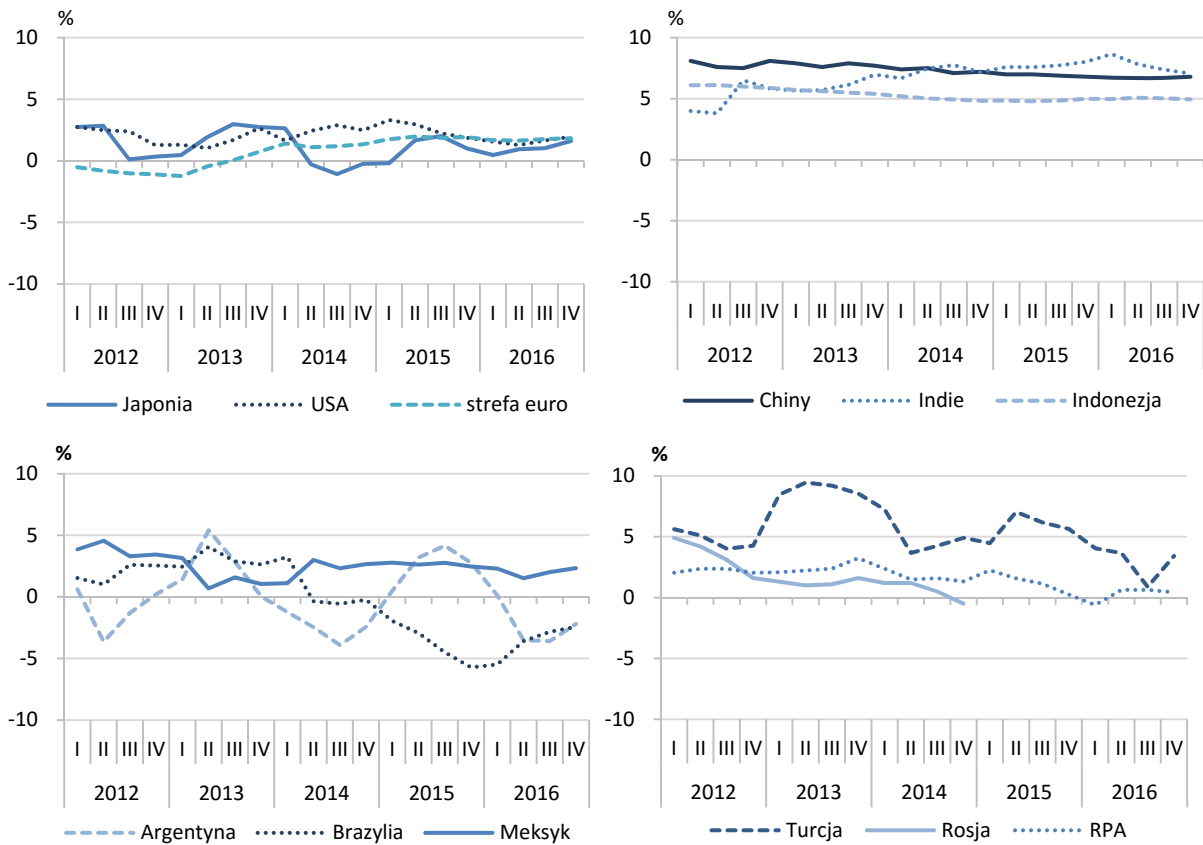 %
10
5
0
-5
-10
I II III IV I II III IV I II III IV I II III IV I II III IV
2012 2013 2014 2015 2016
Japonia USA strefa euro
%
10
5
0
-5
-10
I II III IV I II III IV I II III IV I II III IV I II III IV
2012 2013 2014 2015 2016
Chiny Indie Indonezja
%
10
5
0
-5
-10
I II III IV I II III IV I II III IV I II III IV I II III IV
2012 2013 2014 2015 2016
Argentyna Brazylia Meksyk
%
10
5
0
-5
-10
I II III IV I II III IV I II III IV I II III IV I II III IV
2012 2013 2014 2015 2016
Turcja Rosja RPA